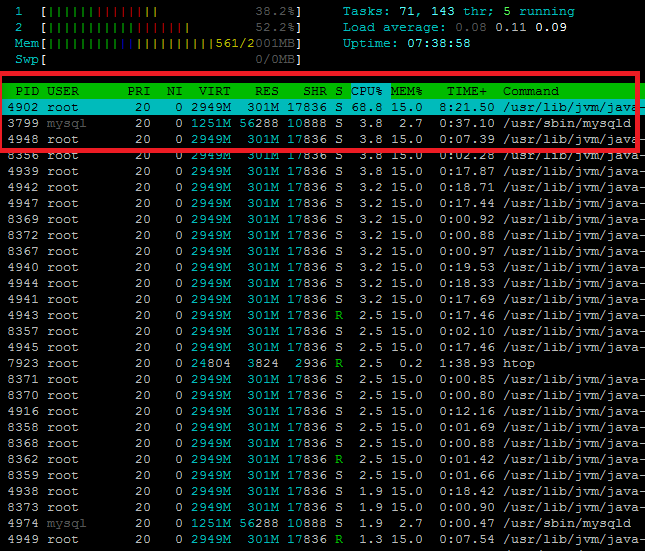 1 [|||||||||||||| 38.2%] Tasks: 71, 143 thr; 5 running
2 [|||||||||||||||||| 52.2%] Load average: 0.08 0.11 0.09
Mem[|||||||||||||||||||||561/2001MB] Uptime: 07:38:58
Swp[ 0/0MB]
PID USER PRI NI VIRT RES SHR S CPU% MEM% TIME+ Command
4902 root 20 0 2949M 301M 17836 S 68.8 15.0 8:21.50 /usr/lib/jvm/java-
3799 mysql 20 0 1251M 56288 10888 S 3.8 2.7 0:37.10 /usr/sbin/mysqld
4948 root 20 0 2949M 301M 17836 S 3.8 15.0 0:07.39 /usr/lib/jvm/java-
8356 root 20 0 2949M 301M 17836 S 3.8 15.0 0:02.28 /usr/lib/jvm/java-
4939 root 20 0 2949M 301M 17836 S 3.8 15.0 0:17.87 /usr/lib/jvm/java-
4942 root 20 0 2949M 301M 17836 S 3.2 15.0 0:18.71 /usr/lib/jvm/java-
4947 root 20 0 2949M 301M 17836 S 3.2 15.0 0:17.44 /usr/lib/jvm/java-
8369 root 20 0 2949M 301M 17836 S 3.2 15.0 0:00.92 /usr/lib/jvm/java-
8372 root 20 0 2949M 301M 17836 S 3.2 15.0 0:00.88 /usr/lib/jvm/java-
8367 root 20 0 2949M 301M 17836 S 3.2 15.0 0:00.97 /usr/lib/jvm/java-
4940 root 20 0 2949M 301M 17836 S 3.2 15.0 0:19.53 /usr/lib/jvm/java-
4944 root 20 0 2949M 301M 17836 S 3.2 15.0 0:18.33 /usr/lib/jvm/java-
4941 root 20 0 2949M 301M 17836 S 3.2 15.0 0:17.69 /usr/lib/jvm/java-
4943 root 20 0 2949M 301M 17836 R 2.5 15.0 0:17.46 /usr/lib/jvm/java-
8357 root 20 0 2949M 301M 17836 S 2.5 15.0 0:02.10 /usr/lib/jvm/java-
4945 root 20 0 2949M 301M 17836 S 2.5 15.0 0:17.46 /usr/lib/jvm/java-
7923 root 20 0 24804 3824 2936 R 2.5 0.2 1:38.93 htop
8371 root 20 0 2949M 301M 17836 S 2.5 15.0 0:00.85 /usr/lib/jvm/java-
8370 root 20 0 2949M 301M 17836 S 2.5 15.0 0:00.80 /usr/lib/jvm/java-
4916 root 20 0 2949M 301M 17836 S 2.5 15.0 0:12.16 /usr/lib/jvm/java-
8358 root 20 0 2949M 301M 17836 S 2.5 15.0 0:01.69 /usr/lib/jvm/java-
8368 root 20 0 2949M 301M 17836 S 2.5 15.0 0:00.88 /usr/lib/jvm/java-
8362 root 20 0 2949M 301M 17836 R 2.5 15.0 0:01.42 /usr/lib/jvm/java-
8359 root 20 0 2949M 301M 17836 S 2.5 15.0 0:01.66 /usr/lib/jvm/java-
4938 root 20 0 2949M 301M 17836 S 1.9 15.0 0:18.42 /usr/lib/jvm/java-
8373 root 20 0 2949M 301M 17836 S 1.9 15.0 0:00.90 /usr/lib/jvm/java-
4974 mysql 20 0 1251M 56288 10888 S 1.9 2.7 0:00.47 /usr/sbin/mysqld
4949 root 20 0 2949M 301M 17836 R 1.3 15.0 0:07.54 /usr/lib/jvm/java-